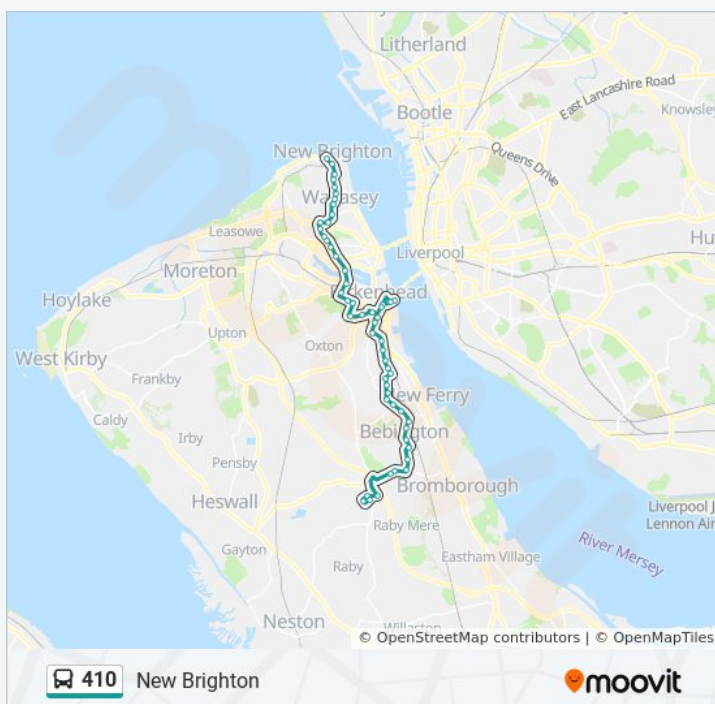 Litherland
East Lancashire Road
Knowsley
Bootle
New Brighton
Queens Drive
Wallasey
Leasowe
Liverpool
Hu
Moreton
Birkenhead
Hoylake
Upton
Oxton
West Kirby
Frankby
New Ferry
Caldy
Irby
Bebington
Pensby
Heswall
Bromborough
Liverpool J
Lennon Air
Raby Mere
River Mersey
Gayton
Raby
Eastham Village
Neston
Willaston
© OpenStreetMap contributors | © OpenMapTiles
410 New Brighton
moovit